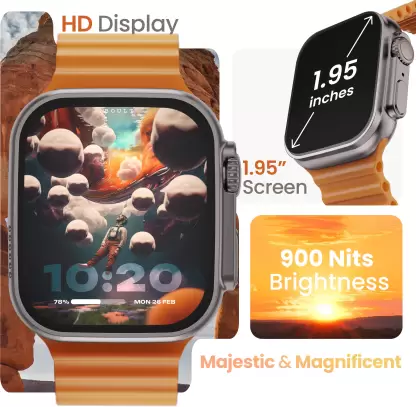 HD Display
1.95
inches
1.95”
Screen
10:20
78%
MON 26 FEB
900 Nits
Brightness
Majestic & Magnificent